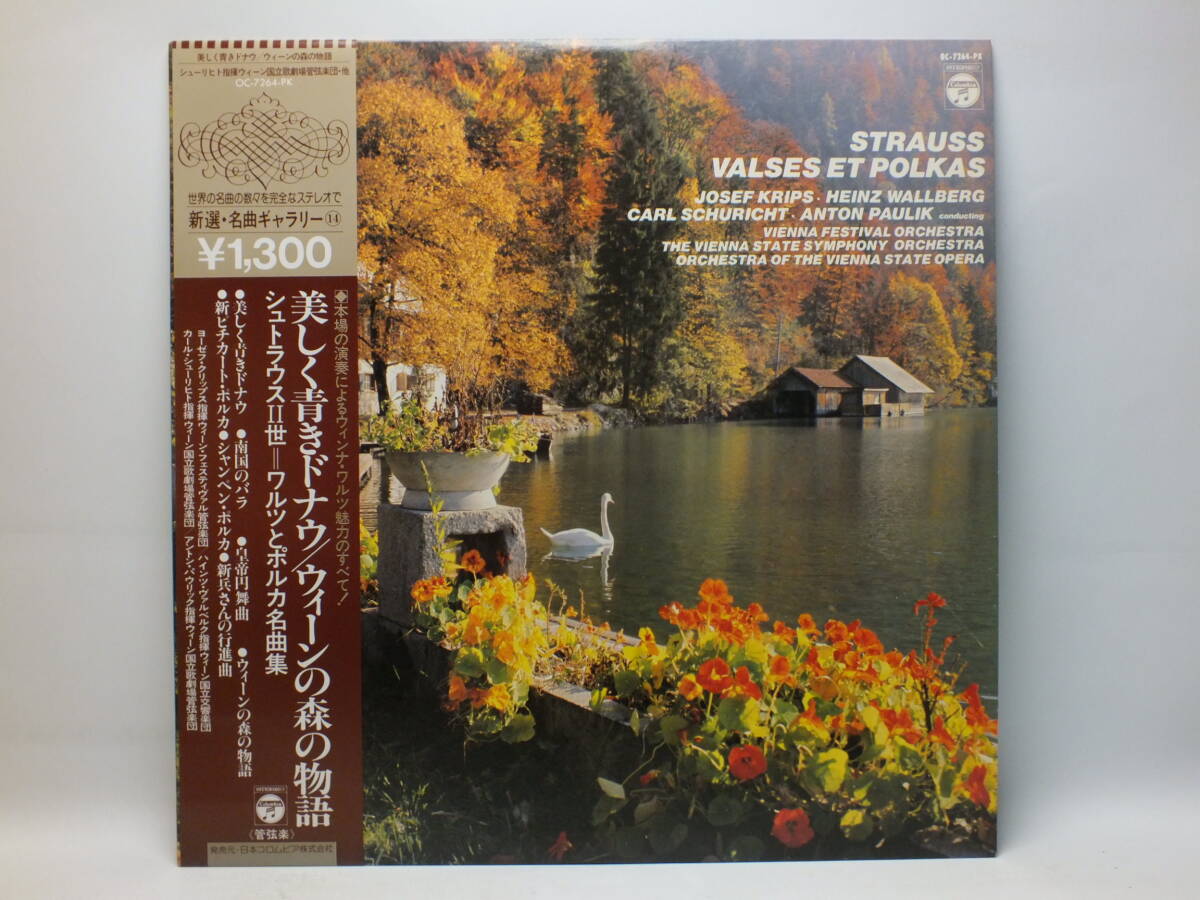 美しく青きドナウ/ウィーンの森の物語
シューリヒト指揮ウィーン国立歌劇場管弦楽団・他
OC-7264-PK
世界の名曲の数々を完全なステレオで
新選・名曲ギャラリー⑭
¥1,300
◆本場の演奏によるウィンナ・ワルツ魅力のすべて!
美しく青きドナウ/ウィーンの森の物語
シュトラウスII世=ワルツとポルカ名曲集
●美しく青きドナウ ●南国のバラ ●皇帝円舞曲 ●ウィーンの森の物語
●新ピチカート・ポルカ●シャンペン・ポルカ●新兵さんの行進曲
ヨーゼフ・クリップス指揮ウィーン・フェスティヴァル管弦楽団 ハインツ・ヴァルベルク指揮ウィーン国立交響楽団
カール・シューリヒト指揮ウィーン国立歌劇場管弦楽団 アントン・パウリック指揮ウィーン国立歌劇場管弦楽団
Columbia
《管弦楽》
発売元・日本コロムビア株式会社
OC-7264-PK
Columbia
STRAUSS
VALSES ET POLKAS
JOSEF KRIPS・HEINZ WALLBERG
CARL SCHURICHT・ANTON PAULIK conducting
VIENNA FESTIVAL ORCHESTRA
THE VIENNA STATE SYMPHONY ORCHESTRA
ORCHESTRA OF THE VIENNA STATE OPERA